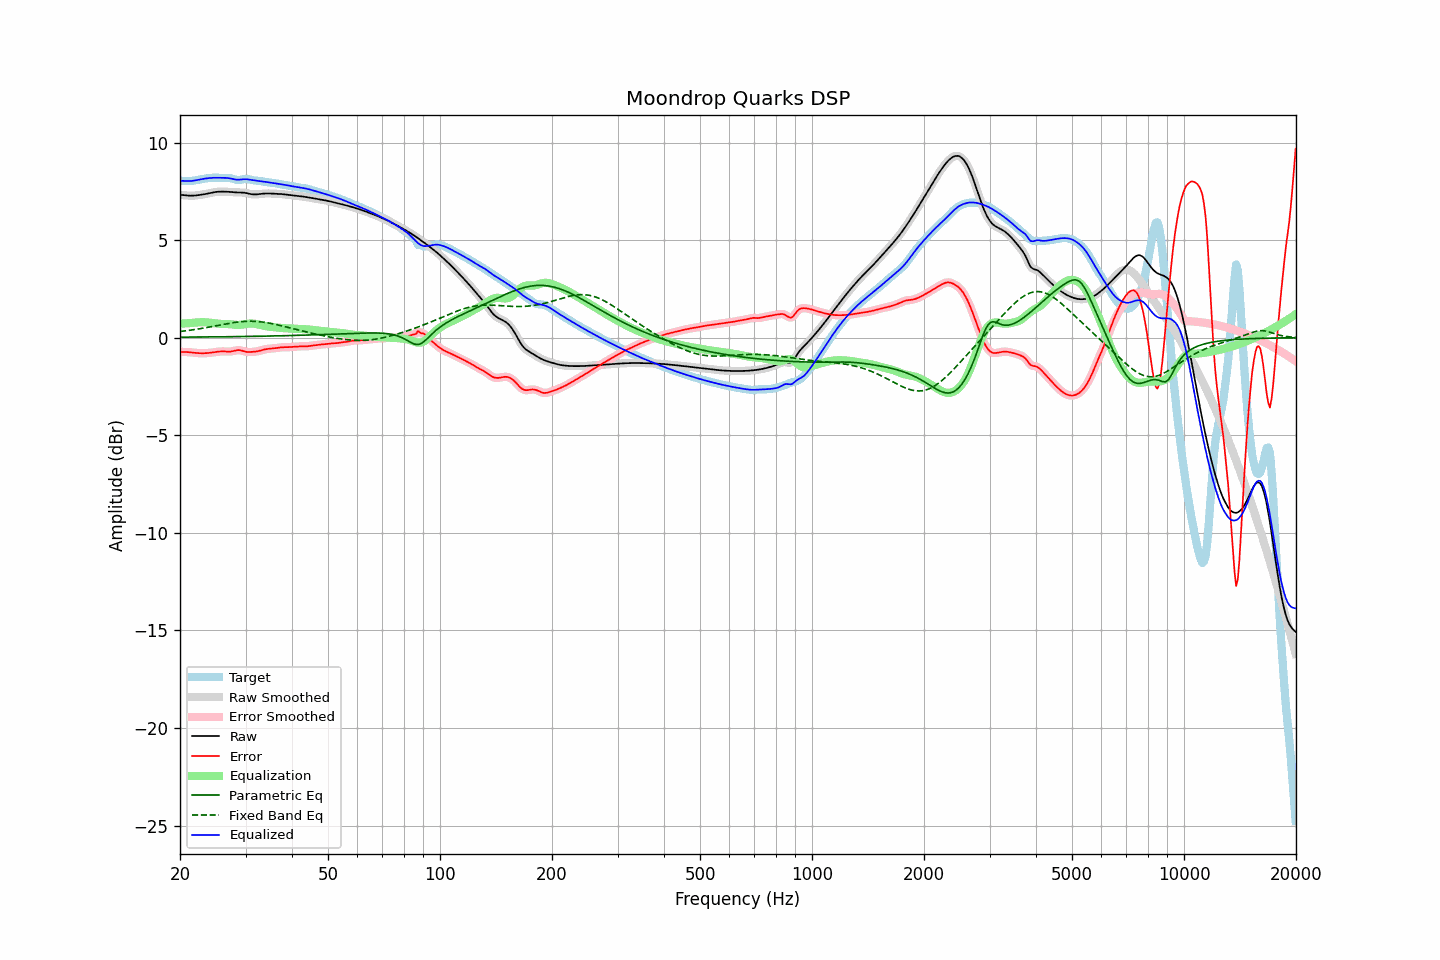 Moondrop Quarks DSP
Amplitude (dBr)
10
5
0
−5
−10
−15
−20
−25
Target
Raw Smoothed
Error Smoothed
Raw
Error
Equalization
Parametric Eq
Fixed Band Eq
Equalized
20
50
100
200
500
1000
2000
5000
10000
20000
Frequency (Hz)